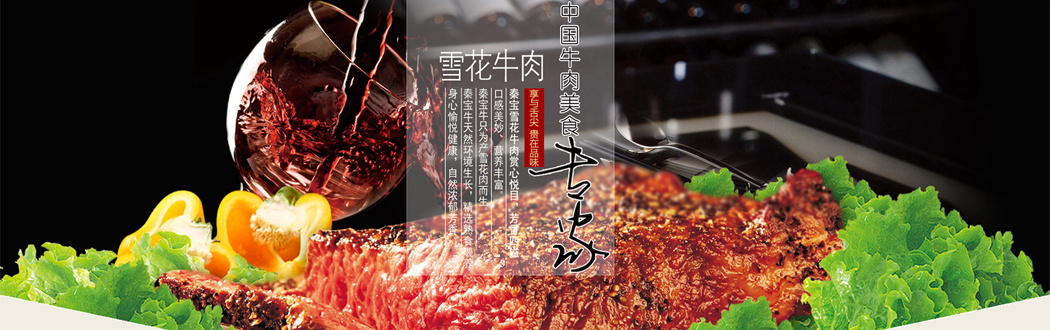 中国牛肉美食
专家
雪花牛肉
享与舌尖 贵在品味
秦宝雪花牛肉赏心悦目,芳香四溢
口感美妙、营养丰富。
秦宝牛只为产雪花肉而生
秦宝牛天然环境生长,精选熟食
身心愉悦健康,自然浓郁芳香